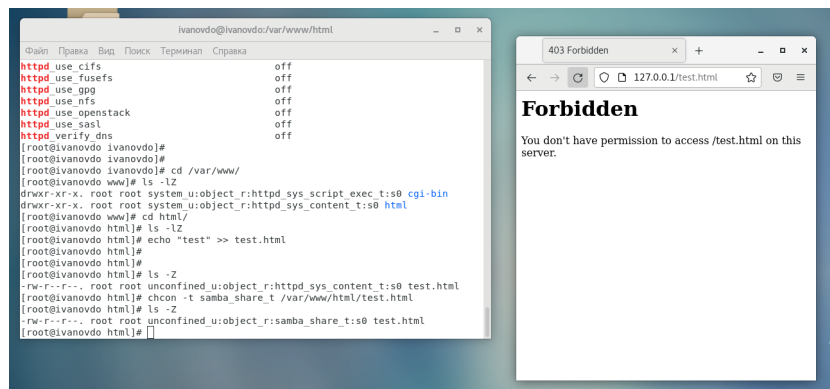 ivanovdo@ivanovdo:/var/www/html
Файл Правка Вид Поиск Терминал Справка
httpd_use_cifs off
httpd_use_fusefs off
httpd_use_gpg off
httpd_use_nfs off
httpd_use_openstack off
httpd_use_sasl off
httpd_verify_dns off
[root@ivanovdo ivanovdo]#
[root@ivanovdo ivanovdo]#
[root@ivanovdo ivanovdo]# cd /var/www/
[root@ivanovdo www]# ls -lZ
drwxr-xr-x. root root system_u:object_r:httpd_sys_script_exec_t:s0 cgi-bin
drwxr-xr-x. root root system_u:object_r:httpd_sys_content_t:s0 html
[root@ivanovdo www]# cd html/
[root@ivanovdo html]# ls -lZ
[root@ivanovdo html]# echo "test" >> test.html
[root@ivanovdo html]#
[root@ivanovdo html]#
[root@ivanovdo html]# ls -Z
-rw-r--r--. root root unconfined_u:object_r:httpd_sys_content_t:s0 test.html
[root@ivanovdo html]# chcon -t samba_share_t /var/www/html/test.html
[root@ivanovdo html]# ls -Z
-rw-r--r--. root root unconfined_u:object_r:samba_share_t:s0 test.html
[root@ivanovdo html]#
403 Forbidden
127.0.0.1/test.html
Forbidden
You don't have permission to access /test.html on this
server.